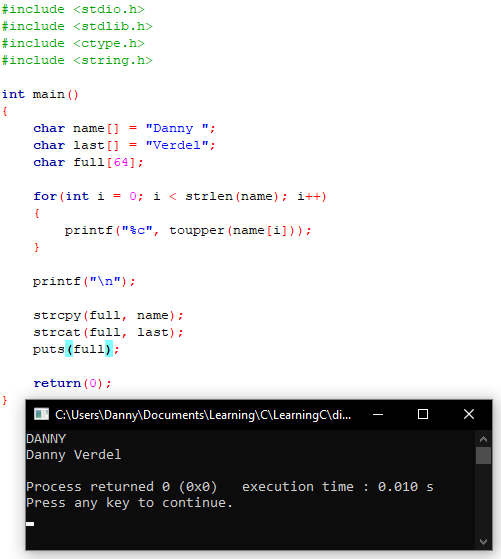 #include <stdio.h>
#include <stdlib.h>
#include <ctype.h>
#include <string.h>

int main()
{
    char name[] = "Danny ";
    char last[] = "Verdel";
    char full[64];

    for(int i = 0; i < strlen(name); i++)
    {
        printf("%c", toupper(name[i]));
    }

    printf("\n");

    strcpy(full, name);
    strcat(full, last);
    puts(full);

    return(0);
}
C:\Users\Danny\Documents\Learning\C\LearningC\di...
DANNY
Danny Verdel

Process returned 0 (0x0)   execution time : 0.010 s
Press any key to continue.